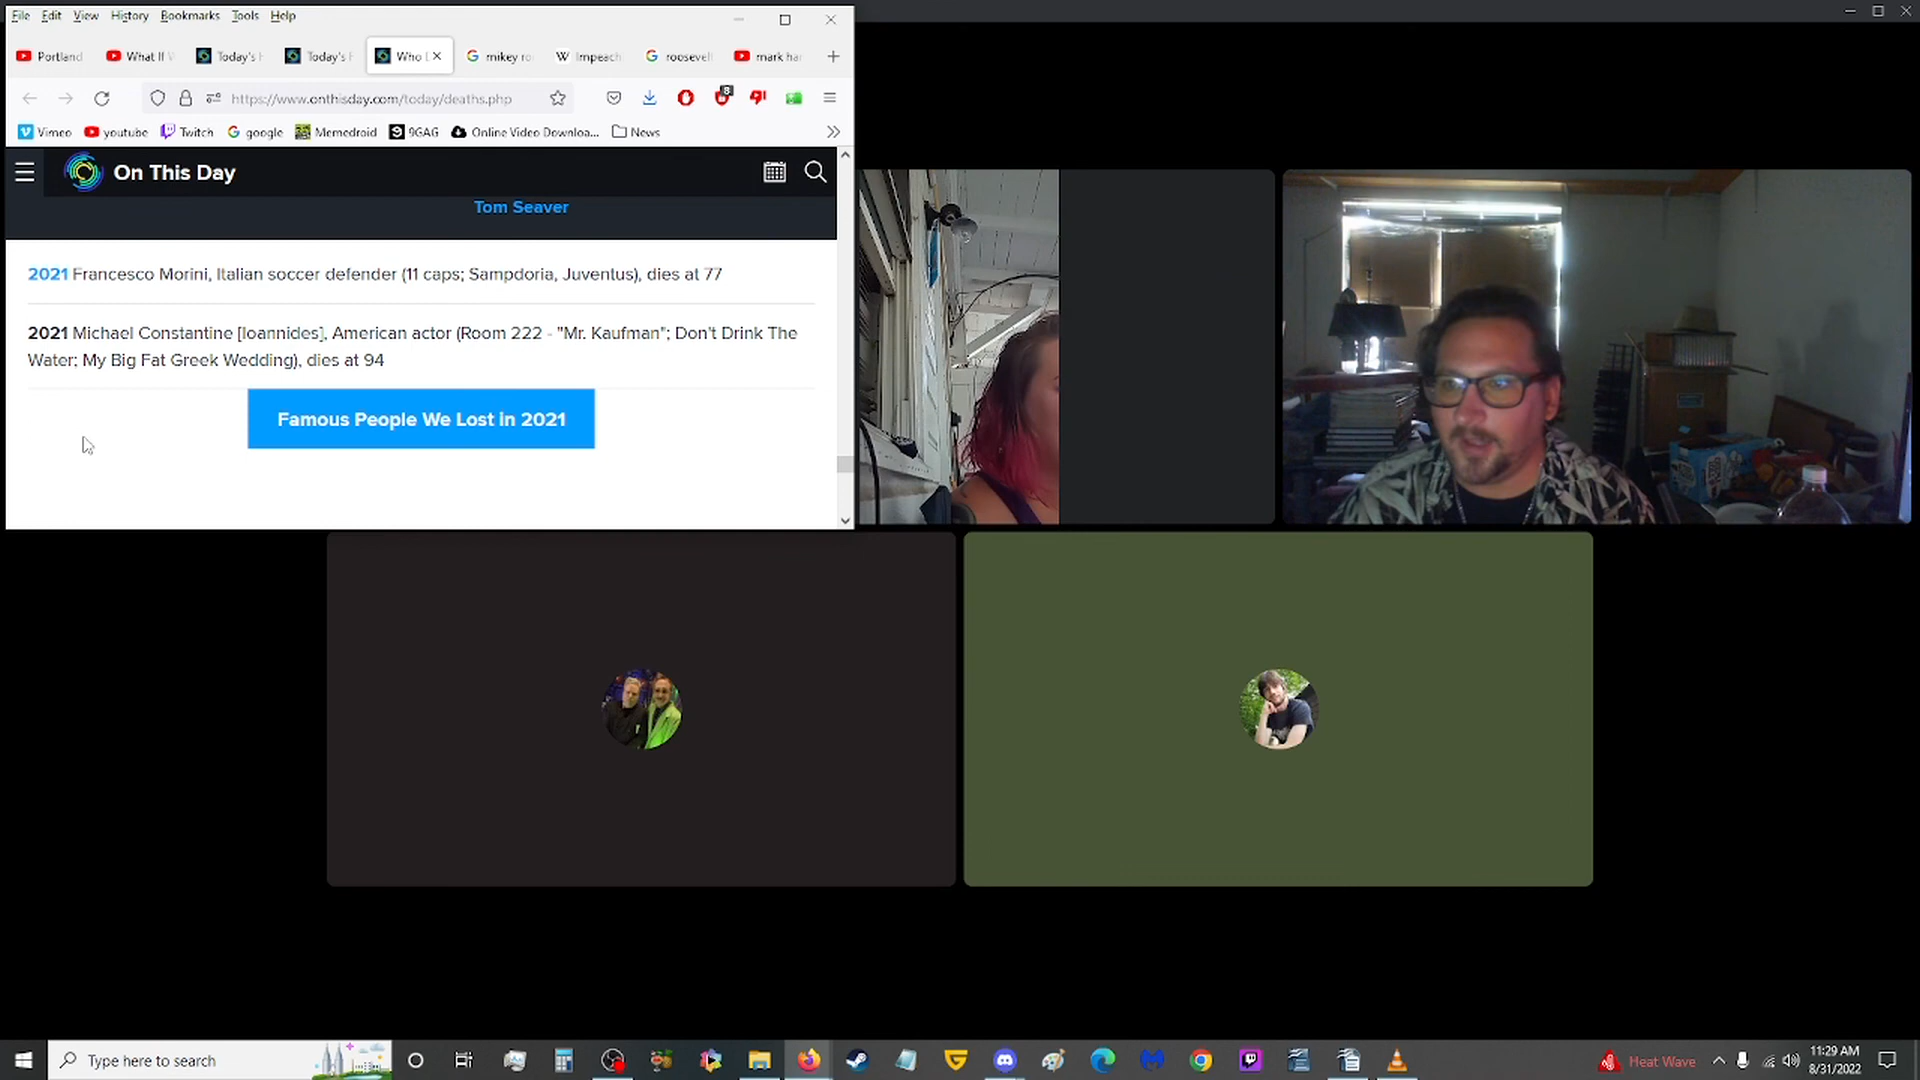 File Edit View History Bookmarks Tools Help
Portland What If Today's Today's Who mikey ro Impeach roosevelt mark har
https://www.onthisday.com/today/deaths.php 8
Vimeo youtube Twitch google Memedroid 9GAG Online Video Downloa... News
On This Day
Tom Seaver
2021 Francesco Morini, Italian soccer defender (11 caps; Sampdoria, Juventus), dies at 77
2021 Michael Constantine [Ioannides], American actor (Room 222 - "Mr. Kaufman"; Don't Drink The
Water; My Big Fat Greek Wedding), dies at 94
Famous People We Lost in 2021
Type here to search
Heat Wave
11:29 AM
8/31/2022